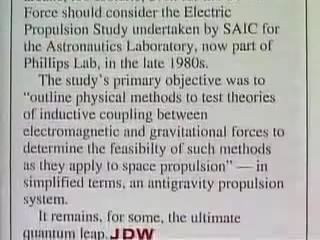 Force should consider the Electric
Propulsion Study undertaken by SAIC for
the Astronautics Laboratory, now part of
Phillips Lab, in the late 1980s.
The study's primary objective was to
"outline physical methods to test theories
of inductive coupling between
electromagnetic and gravitational forces to
determine the feasibilty of such methods
as they apply to space propulsion" — in
simplified terms, an antigravity propulsion
system.
It remains, for some, the ultimate
quantum leap. JDW